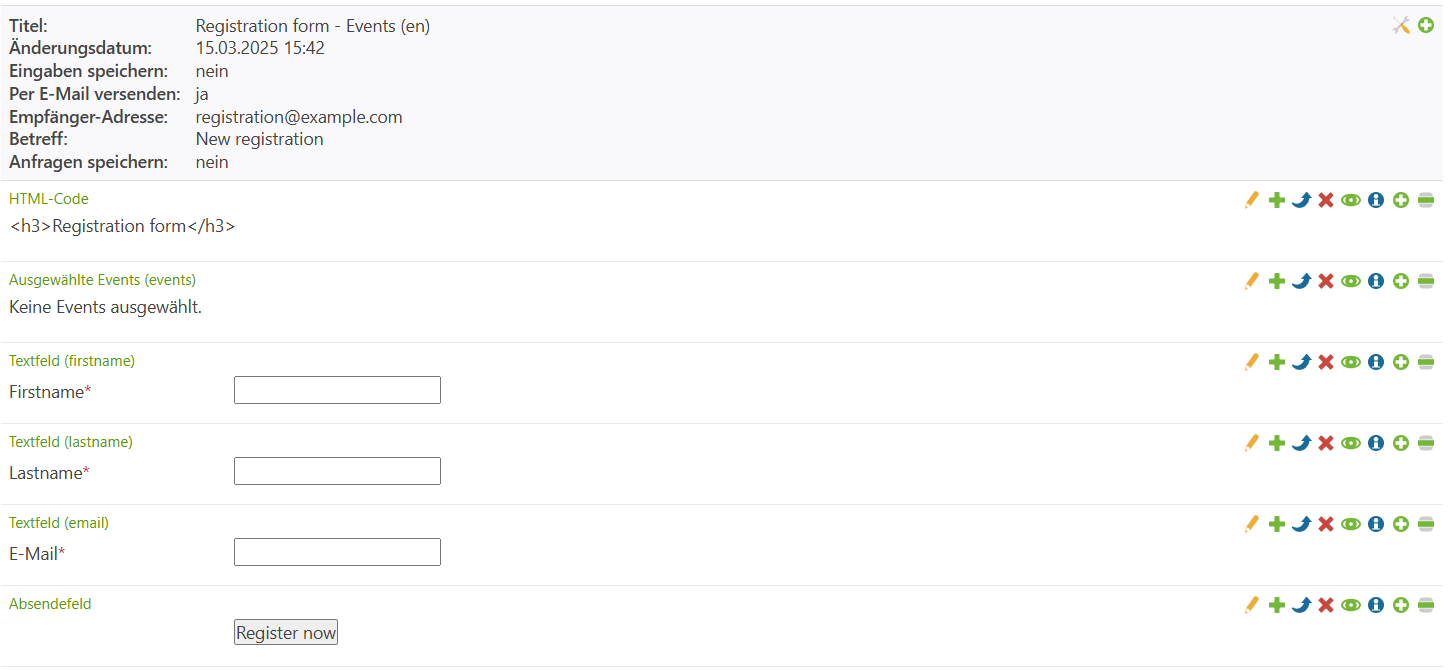 Titel: Registration form - Events (en)
Änderungsdatum: 15.03.2025 15:42
Eingaben speichern: nein
Per E-Mail versenden: ja
Empfänger-Adresse: registration@example.com
Betreff: New registration
Anfragen speichern: nein
HTML-Code
<h3>Registration form</h3>
Ausgewählte Events (events)
Keine Events ausgewählt.
Textfeld (firstname)
Firstname*
Textfeld (lastname)
Lastname*
Textfeld (email)
E-Mail*
Absendefeld
Register now